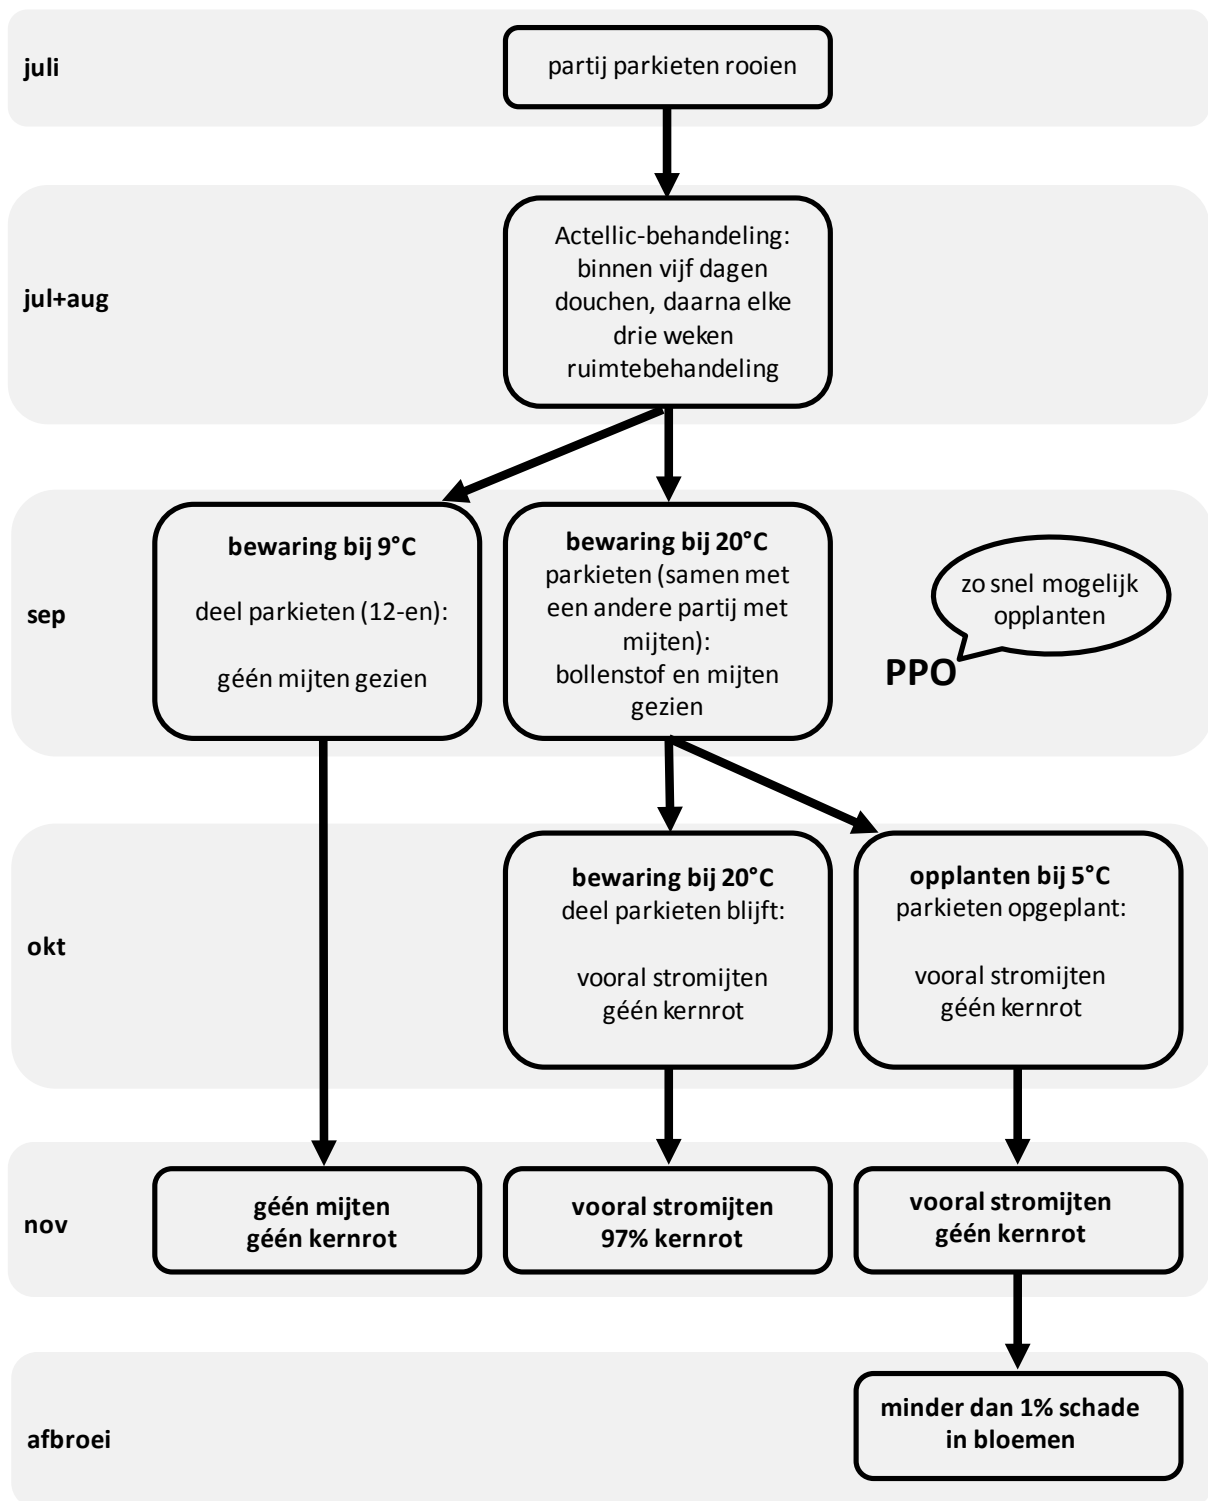 juli
partij parkieten rooien
jul+aug
Actellic-behandeling:
binnen vijf dagen
douchen, daarna elke
drie weken
ruimtebehandeling
sep
bewaring bij 9°C
deel parkieten (12-en):
géén mijten gezien
bewaring bij 20°C
parkieten (samen met
een andere partij met
mijten):
bollenstof en mijten
gezien
zo snel mogelijk
opplanten
PPO
okt
bewaring bij 20°C
deel parkieten blijft:
vooral stromijten
géén kernrot
opplanten bij 5°C
parkieten opgeplant:
vooral stromijten
géén kernrot
nov
géén mijten
géén kernrot
vooral stromijten
97% kernrot
vooral stromijten
géén kernrot
afbroei
minder dan 1% schade
in bloemen